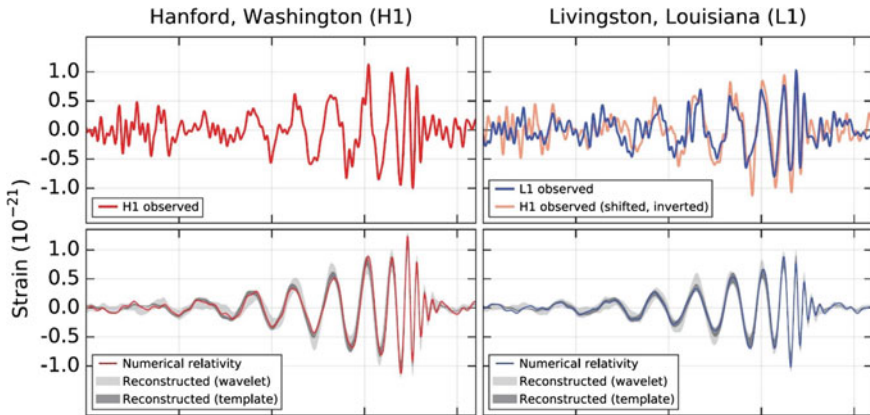 Hanford, Washington (H1)
Livingston, Louisiana (L1)
1.0
0.5
0.0
-0.5
-1.0
H1 observed
L1 observed
H1 observed (shifted, inverted)
Strain (10⁻²¹)
1.0
0.5
0.0
-0.5
-1.0
Numerical relativity
Reconstructed (wavelet)
Reconstructed (template)
Numerical relativity
Reconstructed (wavelet)
Reconstructed (template)